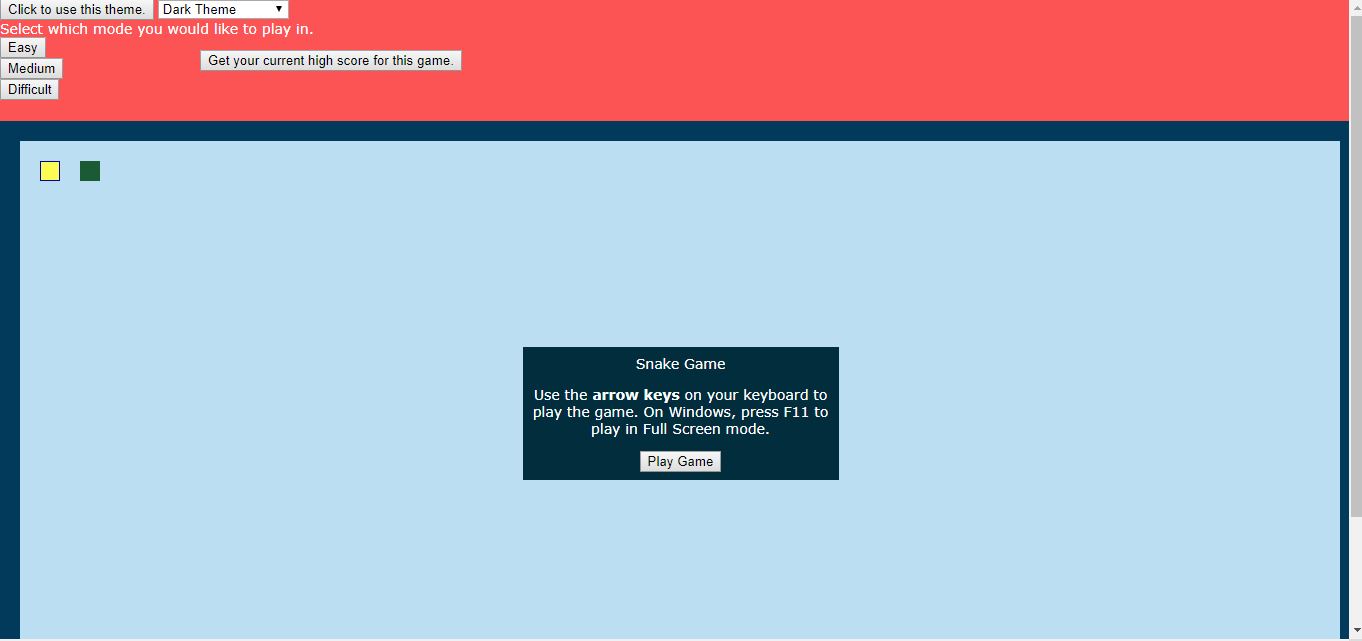 Click to use this theme. Dark Theme
Select which mode you would like to play in.
Easy
Get your current high score for this game.
Medium
Difficult
Snake Game
Use the arrow keys on your keyboard to
play the game. On Windows, press F11 to
play in Full Screen mode.
Play Game